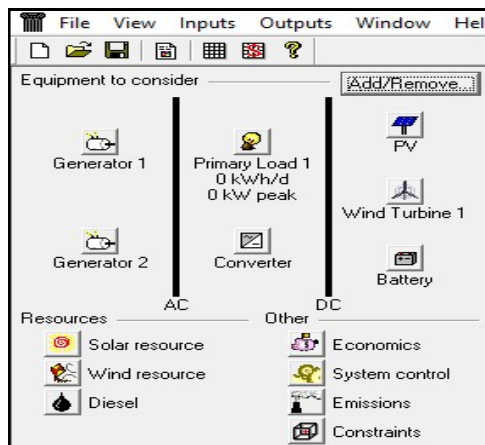 File View Inputs Outputs Window Hel
Equipment to consider Add/Remove...
Generator 1
Primary Load 1
0 kWh/d
0 kW peak
PV
Wind Turbine 1
Generator 2
Converter
Battery
AC DC
Resources Other
Solar resource Economics
Wind resource System control
Diesel Emissions
Constraints